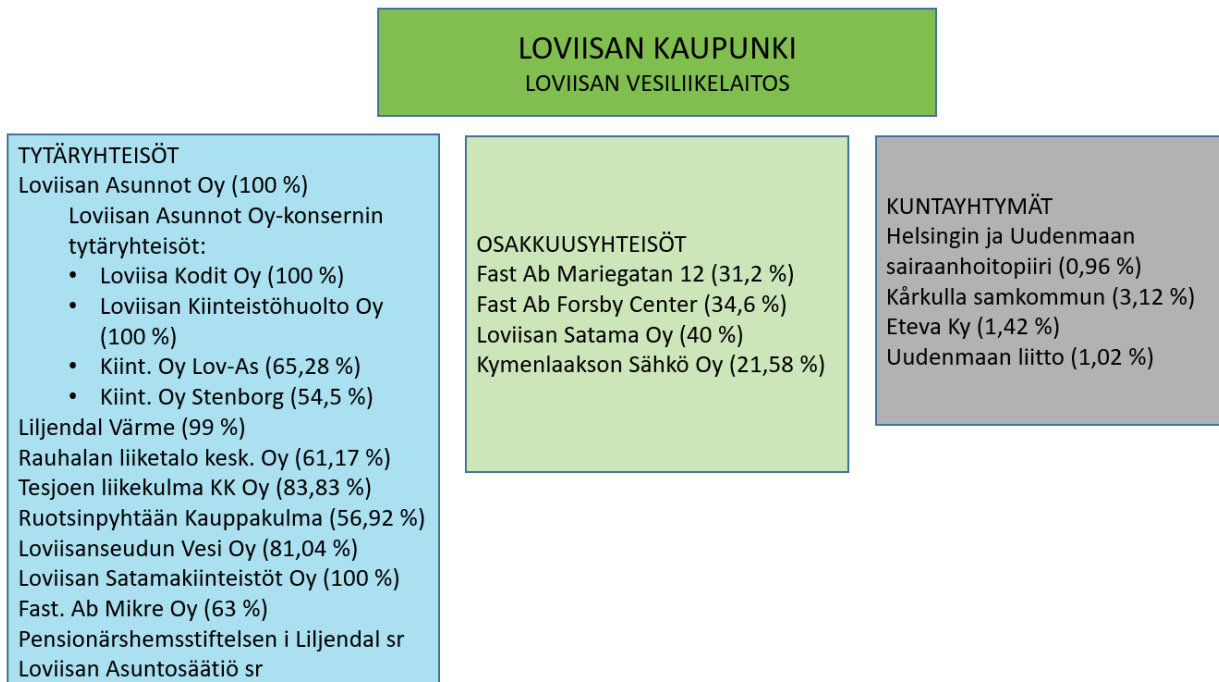 LOVIISAN KAUPUNKI
LOVIISAN VESILIIKELAITOS
TYTÄRYHTEISÖT
Loviisan Asunnot Oy (100 %)
Loviisan Asunnot Oy-konsernin
tytäryhteisöt:
• Loviisa Kodit Oy (100 %)
• Loviisan Kiinteistöhuolto Oy
(100 %)
• Kiint. Oy Lov-As (65,28 %)
• Kiint. Oy Stenborg (54,5 %)
Liljendal Värme (99 %)
Rauhalan liiketalo kesk. Oy (61,17 %)
Tesjoen liikekulma KK Oy (83,83 %)
Ruotsinpyhtään Kauppakulma (56,92 %)
Loviisanseudun Vesi Oy (81,04 %)
Loviisan Satamakiinteistöt Oy (100 %)
Fast. Ab Mikre Oy (63 %)
Pensionärshemsstiftelsen i Liljendal sr
Loviisan Asuntosäätiö sr
OSAKKUUSYHTEISÖT
Fast Ab Mariegatan 12 (31,2 %)
Fast Ab Forsby Center (34,6 %)
Loviisan Satama Oy (40 %)
Kymenlaakson Sähkö Oy (21,58 %)
KUNTAYHTYMÄT
Helsingin ja Uudenmaan
sairaanhoitopiiri (0,96 %)
Kårkulla samkommun (3,12 %)
Eteva Ky (1,42 %)
Uudenmaan liitto (1,02 %)